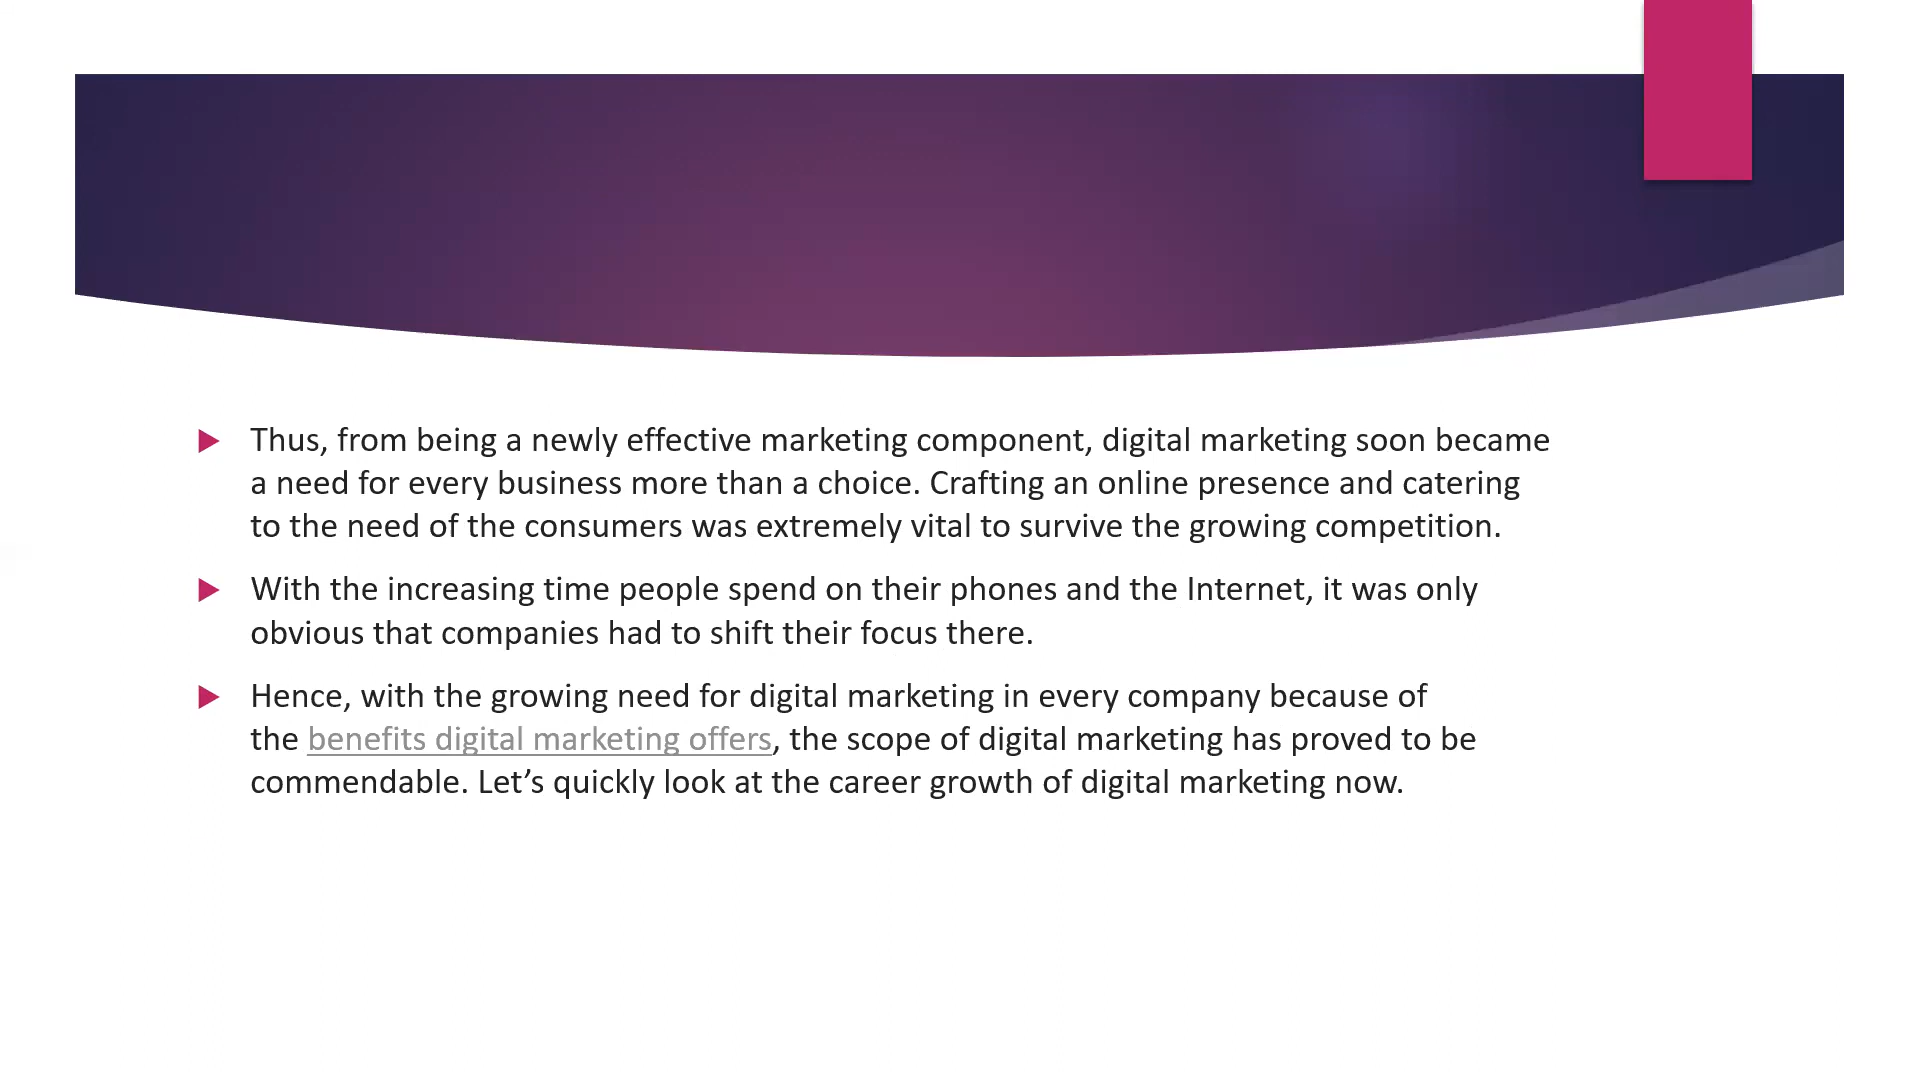 Thus, from being a newly effective marketing component, digital marketing soon became
a need for every business more than a choice. Crafting an online presence and catering
to the need of the consumers was extremely vital to survive the growing competition.
With the increasing time people spend on their phones and the Internet, it was only
obvious that companies had to shift their focus there.
Hence, with the growing need for digital marketing in every company because of
the benefits digital marketing offers, the scope of digital marketing has proved to be
commendable. Let’s quickly look at the career growth of digital marketing now.